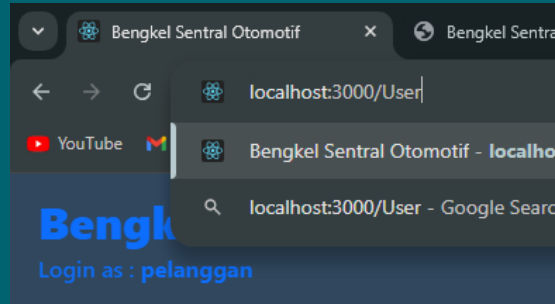 Bengkel Sentral Otomotif
Bengkel Sentra
localhost:3000/User
YouTube
Bengkel Sentral Otomotif - localho
localhost:3000/User - Google Searc
Bengk
Login as : pelanggan